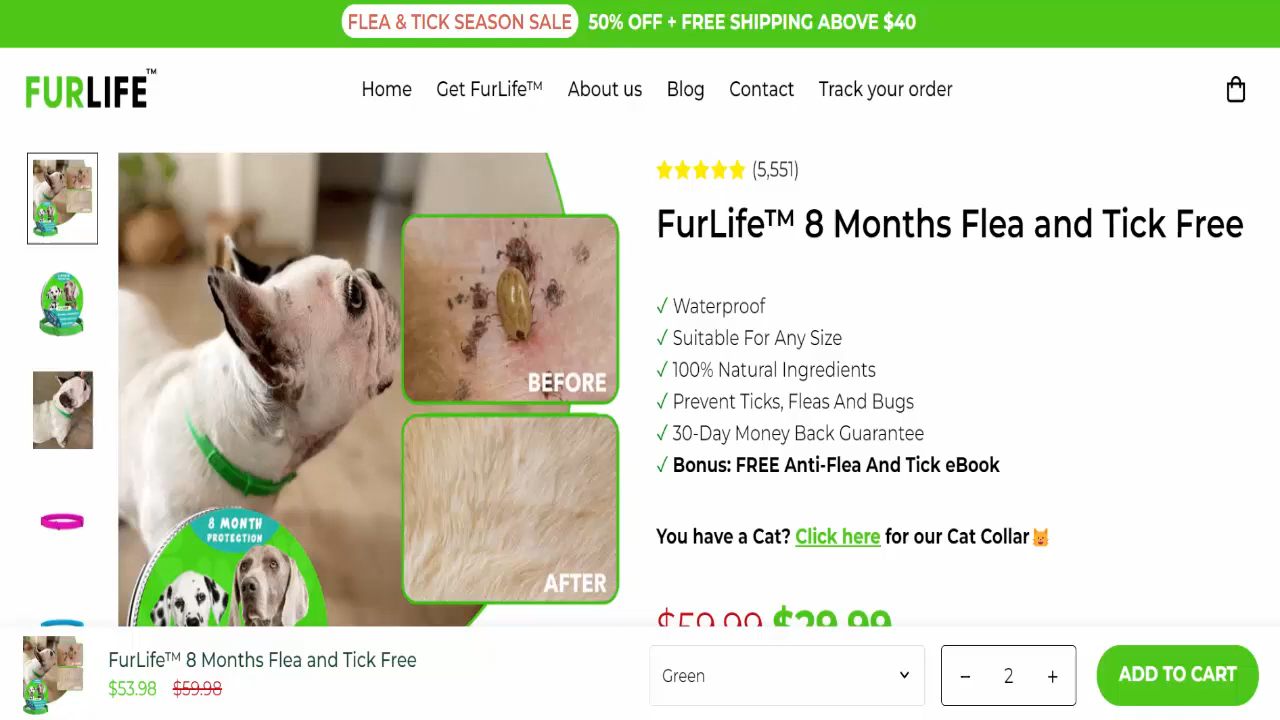 FLEA & TICK SEASON SALE 50% OFF + FREE SHIPPING ABOVE $40
FURLIFE™
Home Get FurLife™ About us Blog Contact Track your order
(5,551)
FurLife™ 8 Months Flea and Tick Free
✓ Waterproof
✓ Suitable For Any Size
✓ 100% Natural Ingredients
✓ Prevent Ticks, Fleas And Bugs
✓ 30-Day Money Back Guarantee
✓ Bonus: FREE Anti-Flea And Tick eBook
You have a Cat? Click here for our Cat Collar
$59.99 $29.99
BEFORE
AFTER
8 MONTH
PROTECTION
FurLife™ 8 Months Flea and Tick Free
$53.98 $59.98
Green
− 2 +
ADD TO CART